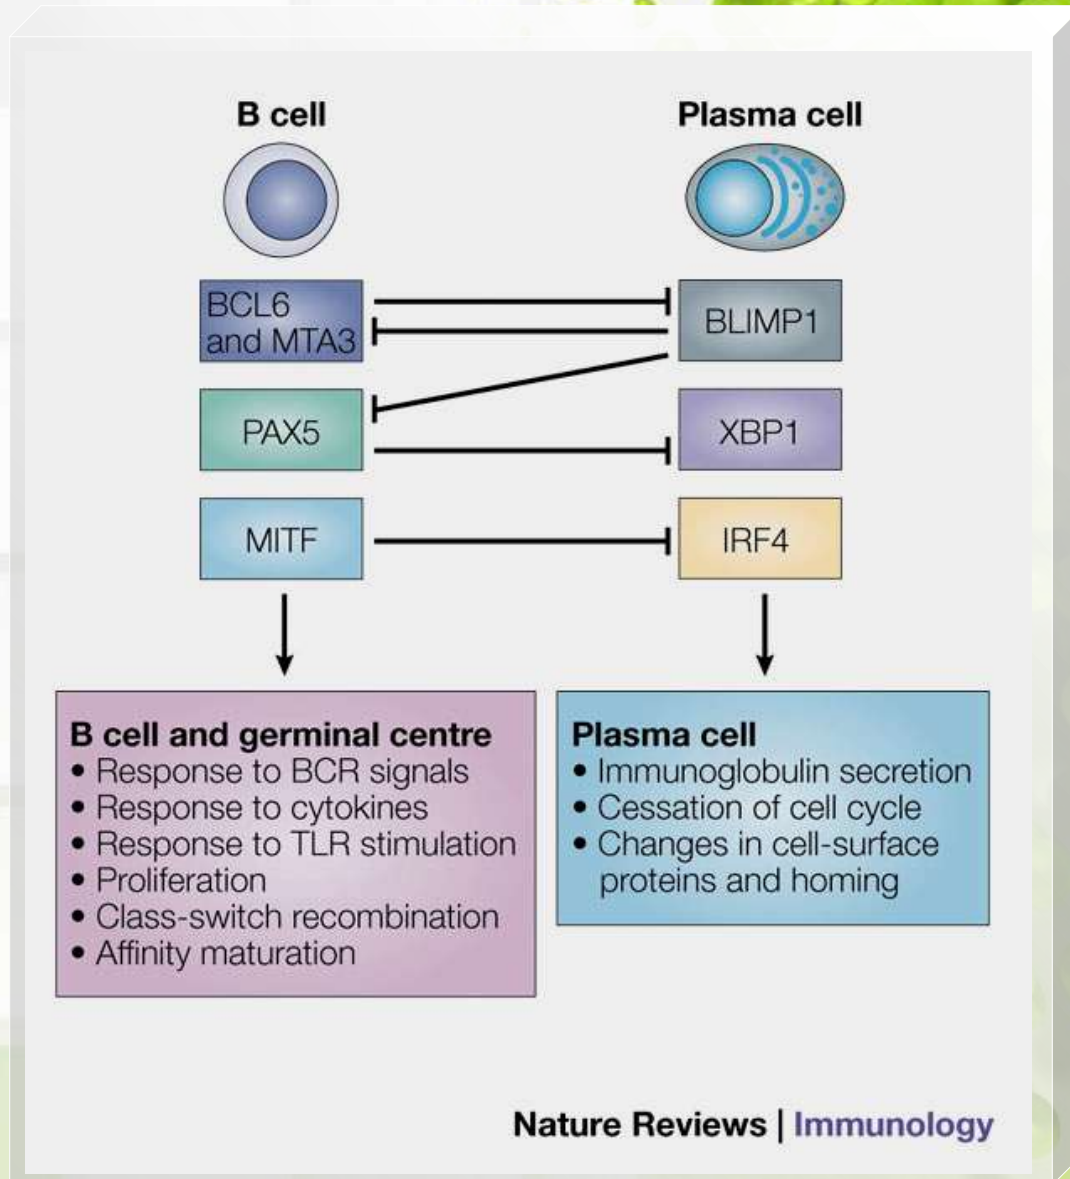 B cell
Plasma cell
BCL6
and MTA3
BLIMP1
PAX5
XBP1
MITF
IRF4
B cell and germinal centre
• Response to BCR signals
• Response to cytokines
• Response to TLR stimulation
• Proliferation
• Class-switch recombination
• Affinity maturation
Plasma cell
• Immunoglobulin secretion
• Cessation of cell cycle
• Changes in cell-surface
proteins and homing
Nature Reviews | Immunology